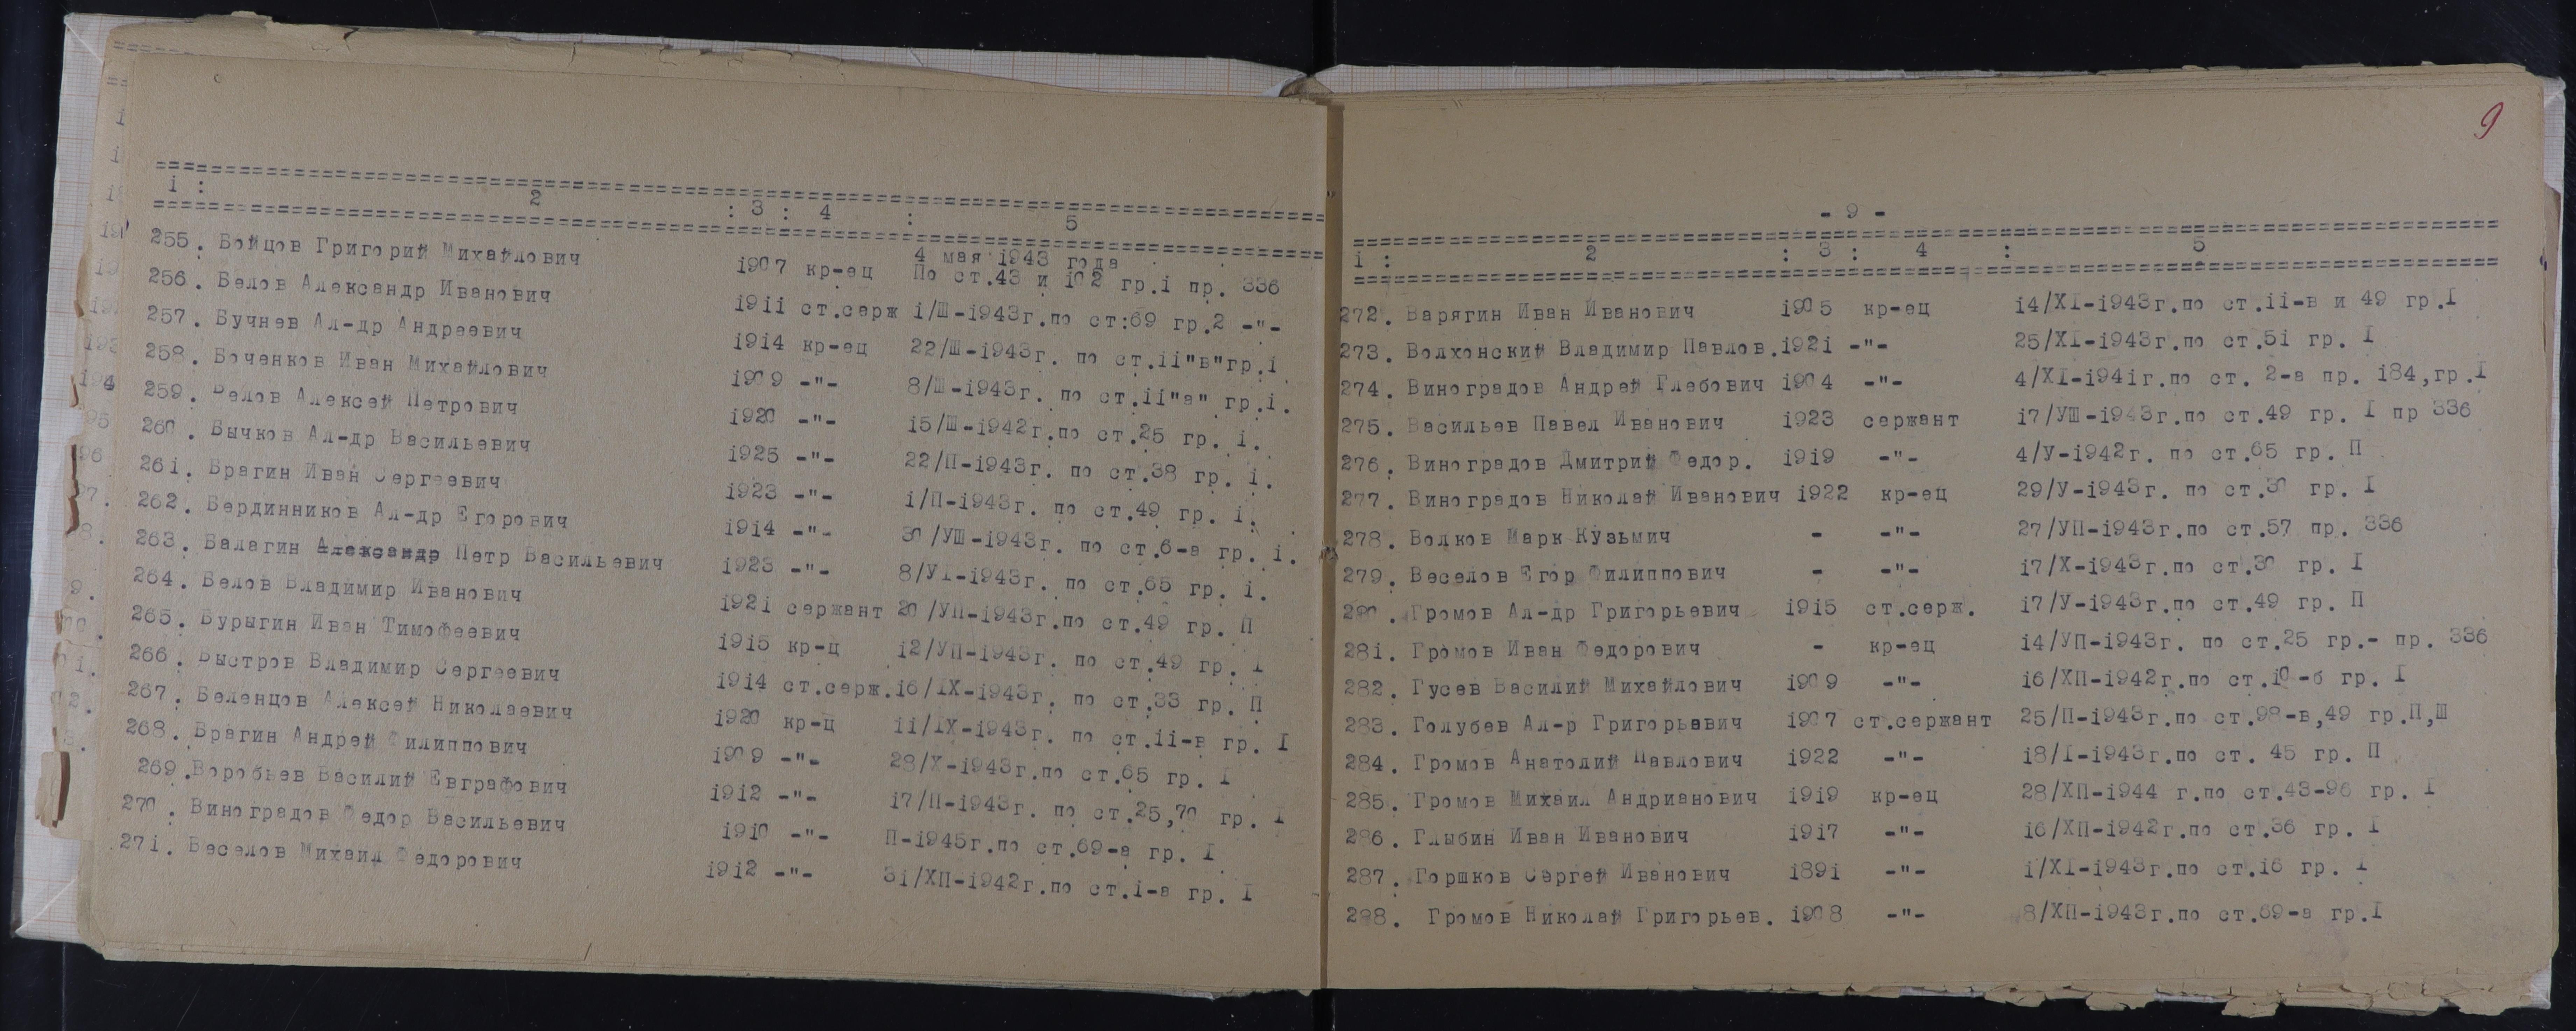 1 : 2 : 3 : 4 : 5
255. Бойцов Григорий Михайлович 1907 кр-ец 4 мая 1943 года
По ст.43 и 102 гр.1 пр. 336
256. Белов Александр Иванович 1911 ст.серж 1/Ш-1943г.по ст:69 гр.2 -"-
257. Бучнев Ал-др Андреевич 1914 кр-ец 22/Ш-1943г. по ст.11"в"гр.1
258. Боченков Иван Михайлович 1909 -"- 8/Ш-1943г. по ст.11"а" гр.1.
259. Белов Алексей Петрович 1920 -"- 15/Ш-1942г.по ст.25 гр. 1.
260. Бычков Ал-др Васильевич 1925 -"- 22/П-1943г. по ст.38 гр. 1.
261. Брагин Иван Сергеевич 1923 -"- 1/П-1943г. по ст.49 гр. 1.
262. Бердинников Ал-др Егорович 1914 -"- 30/УШ-1943г. по ст.6-а гр. 1.
263. Балагин Александр Петр Васильевич 1923 -"- 8/УI-1943г. по ст.65 гр. 1.
264. Белов Владимир Иванович 1921 сержант 20/УП-1943г.по ст.49 гр. П
265. Бурыгин Иван Тимофеевич 1915 кр-ц 12/УП-1943г. по ст.49 гр. I
266. Быстров Владимир Сергеевич 1914 ст.серж.16/IX-1943г. по ст.33 гр. П
267. Беленцов Алексей Николаевич 1920 кр-ц 11/IX-1943г. по ст.11-в гр. I
268. Брагин Андрей Филиппович 1909 -"- 28/X-1943г.по ст.65 гр. I
269.Воробьев Василий Евграфович 1912 -"- 17/П-1943г. по ст.25,70 гр. I
270. Виноградов Федор Васильевич 1910 -"- П-1945г.по ст.69-а гр. I
271. Веселов Михаил Федорович 1912 -"- 31/ХП-1942г.по ст.1-а гр. I
9
- 9 -
1 : 2 : 3 : 4 : 5
272. Варягин Иван Иванович 1905 кр-ец 14/XI-1943г.по ст.11-в и 49 гр.I
273. Волхонский Владимир Павлов.1921 -"- 25/XI-1943г.по ст.51 гр. I
274. Виноградов Андрей Глебович 1904 -"- 4/XI-1941г.по ст. 2-а пр. 184,гр.I
275. Васильев Павел Иванович 1923 сержант 17/УШ-1943г.по ст.49 гр. I пр 336
276. Виноградов Дмитрий Федор. 1919 -"- 4/У-1942г. по ст.65 гр. П
277. Виноградов Николай Иванович 1922 кр-ец 29/У-1943г. по ст.30 гр. I
278. Волков Марк Кузьмич - -"- 27/УП-1943г.по ст.57 пр. 336
279. Веселов Егор Филиппович - -"- 17/X-1943г.по ст.30 гр. I
280. Громов Ал-др Григорьевич 1915 ст.серж. 17/У-1943г.по ст.49 гр. П
281. Громов Иван Федорович - кр-ец 14/УП-1943г. по ст.25 гр.- пр. 336
282. Гусев Василий Михайлович 1909 -"- 16/ХП-1942г.по ст.10-б гр. I
283. Голубев Ал-р Григорьевич 1907 ст.сержант 25/П-1943г.по ст.98-в,49 гр.П,Ш
284. Громов Анатолий Павлович 1922 -"- 18/I-1943г.по ст. 45 гр. П
285. Громов Михаил Андрианович 1919 кр-ец 28/ХП-1944 г.по ст.43-96 гр. I
286. Глыбин Иван Иванович 1917 -"- 16/ХП-1942г.по ст.36 гр. I
287. Горшков Сергей Иванович 1891 -"- 1/XI-1943г.по ст.16 гр. I
288. Громов Николай Григорьев. 1908 -"- 8/ХП-1943г.по ст.69-а гр.I